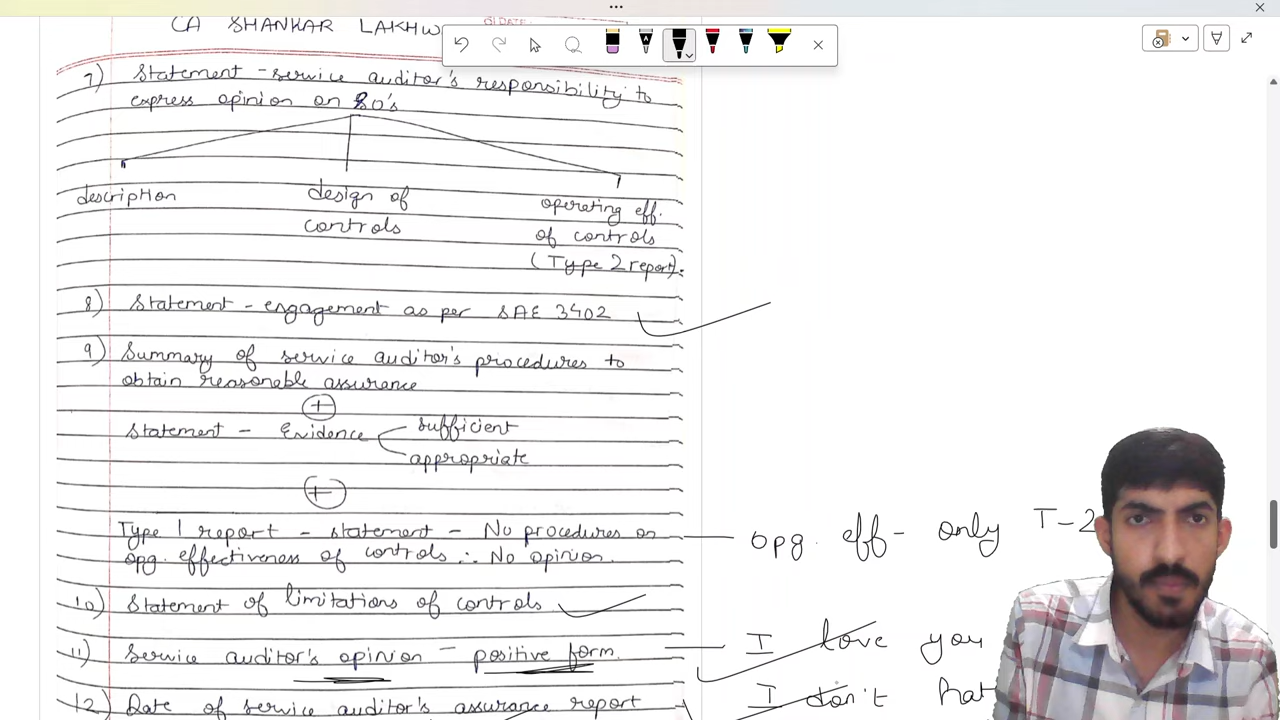 CA SHANKAR LAKHW
7) Statement - service auditor's responsibility to
express opinion on SO's
description
design of
controls
operating eff.
of controls
(Type 2 report).
8) Statement - engagement as per SAE 3402
9) Summary of service auditor's procedures to
obtain reasonable assurance
+
Statement - Evidence
sufficient
appropriate
+
Type 1 report - statement - No procedures on
opg. effectiveness of controls ∴ No opinion.
opg. eff- only T-2
10) Statement of limitations of controls
11) Service auditor's opinion - positive form.
I love you
12) Date of service auditor's assurance report
I don't hat